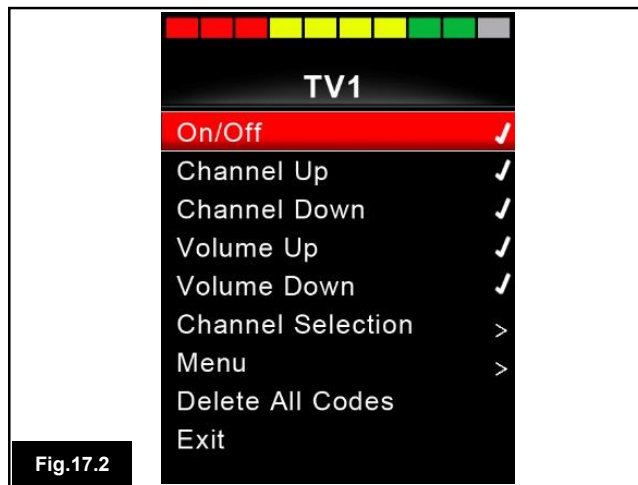 TV1
On/Off ✓
Channel Up ✓
Channel Down ✓
Volume Up ✓
Volume Down ✓
Channel Selection >
Menu >
Delete All Codes
Exit
Fig.17.2